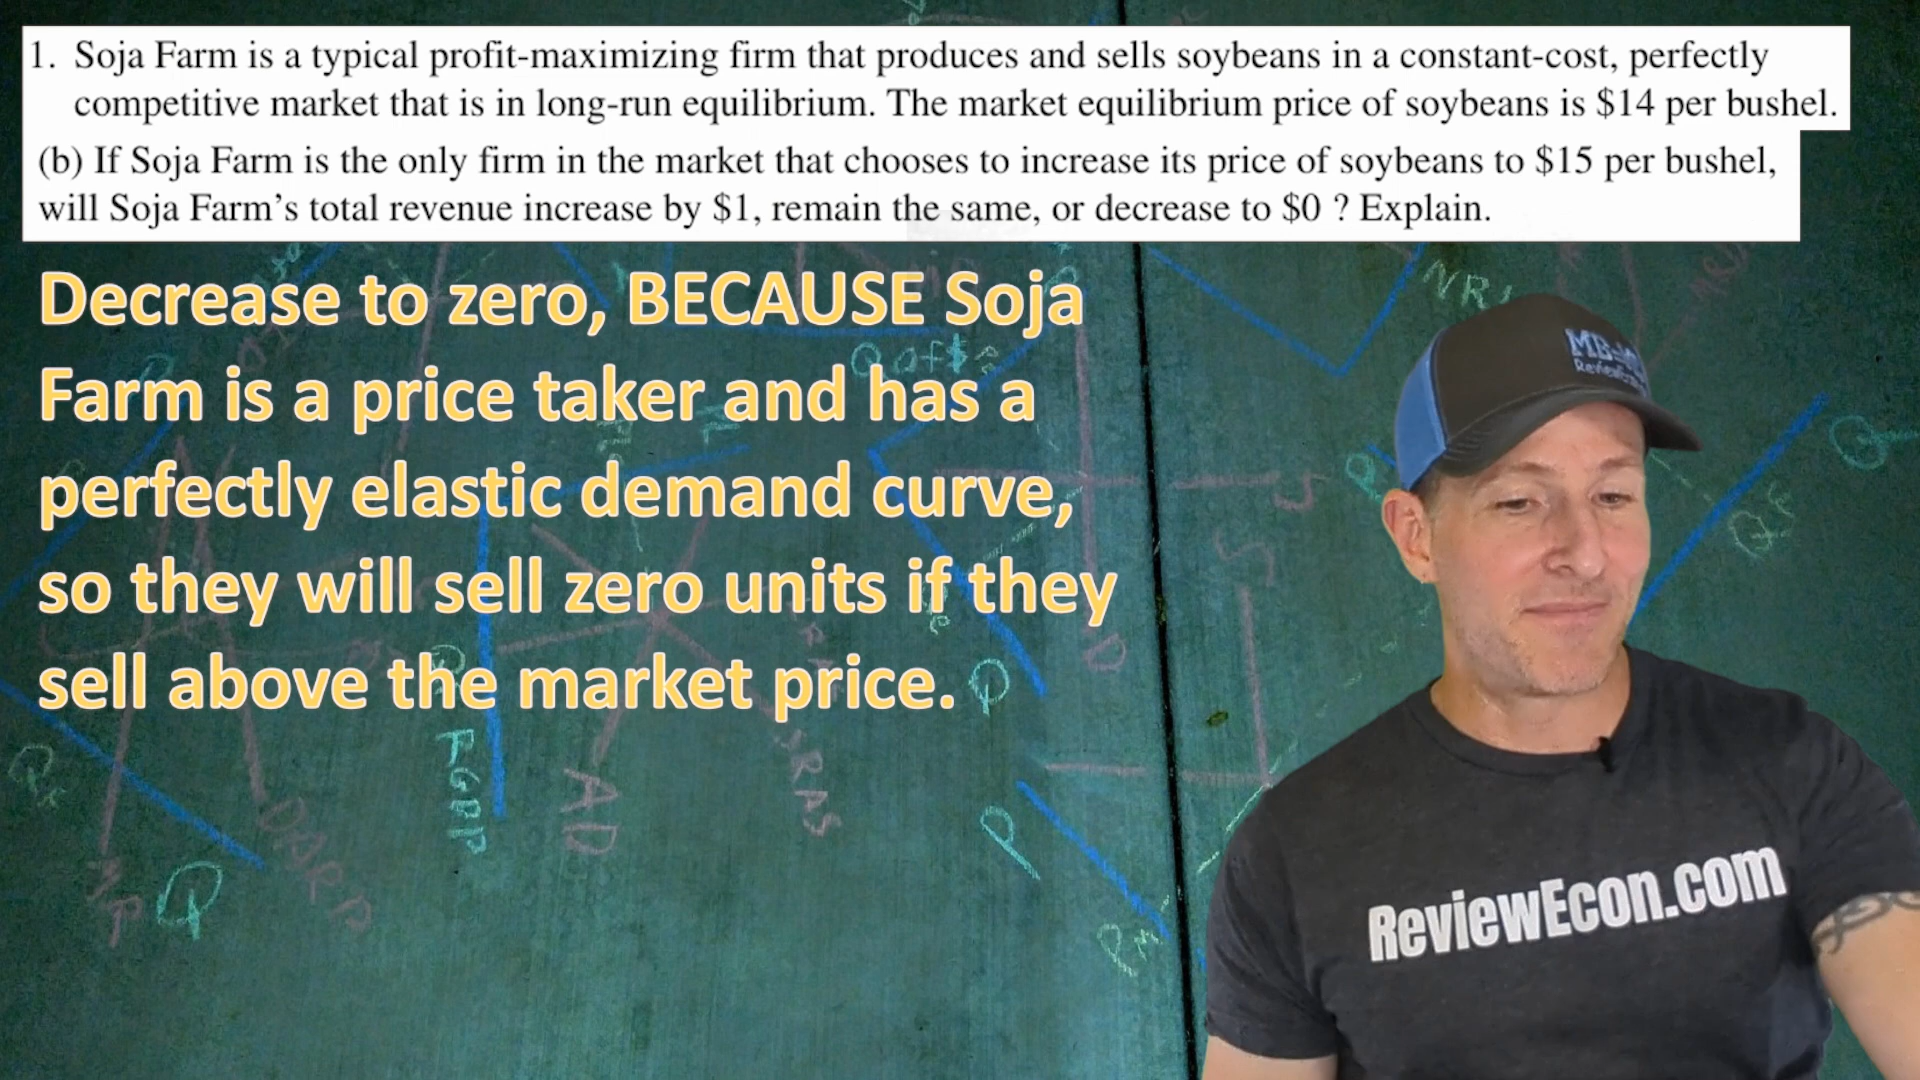 1. Soja Farm is a typical profit-maximizing firm that produces and sells soybeans in a constant-cost, perfectly
competitive market that is in long-run equilibrium. The market equilibrium price of soybeans is $14 per bushel.
(b) If Soja Farm is the only firm in the market that chooses to increase its price of soybeans to $15 per bushel,
will Soja Farm's total revenue increase by $1, remain the same, or decrease to $0 ? Explain.
Decrease to zero, BECAUSE Soja
Farm is a price taker and has a
perfectly elastic demand curve,
so they will sell zero units if they
sell above the market price.
ReviewEcon.com
Q
P
Q
AD
SRAS